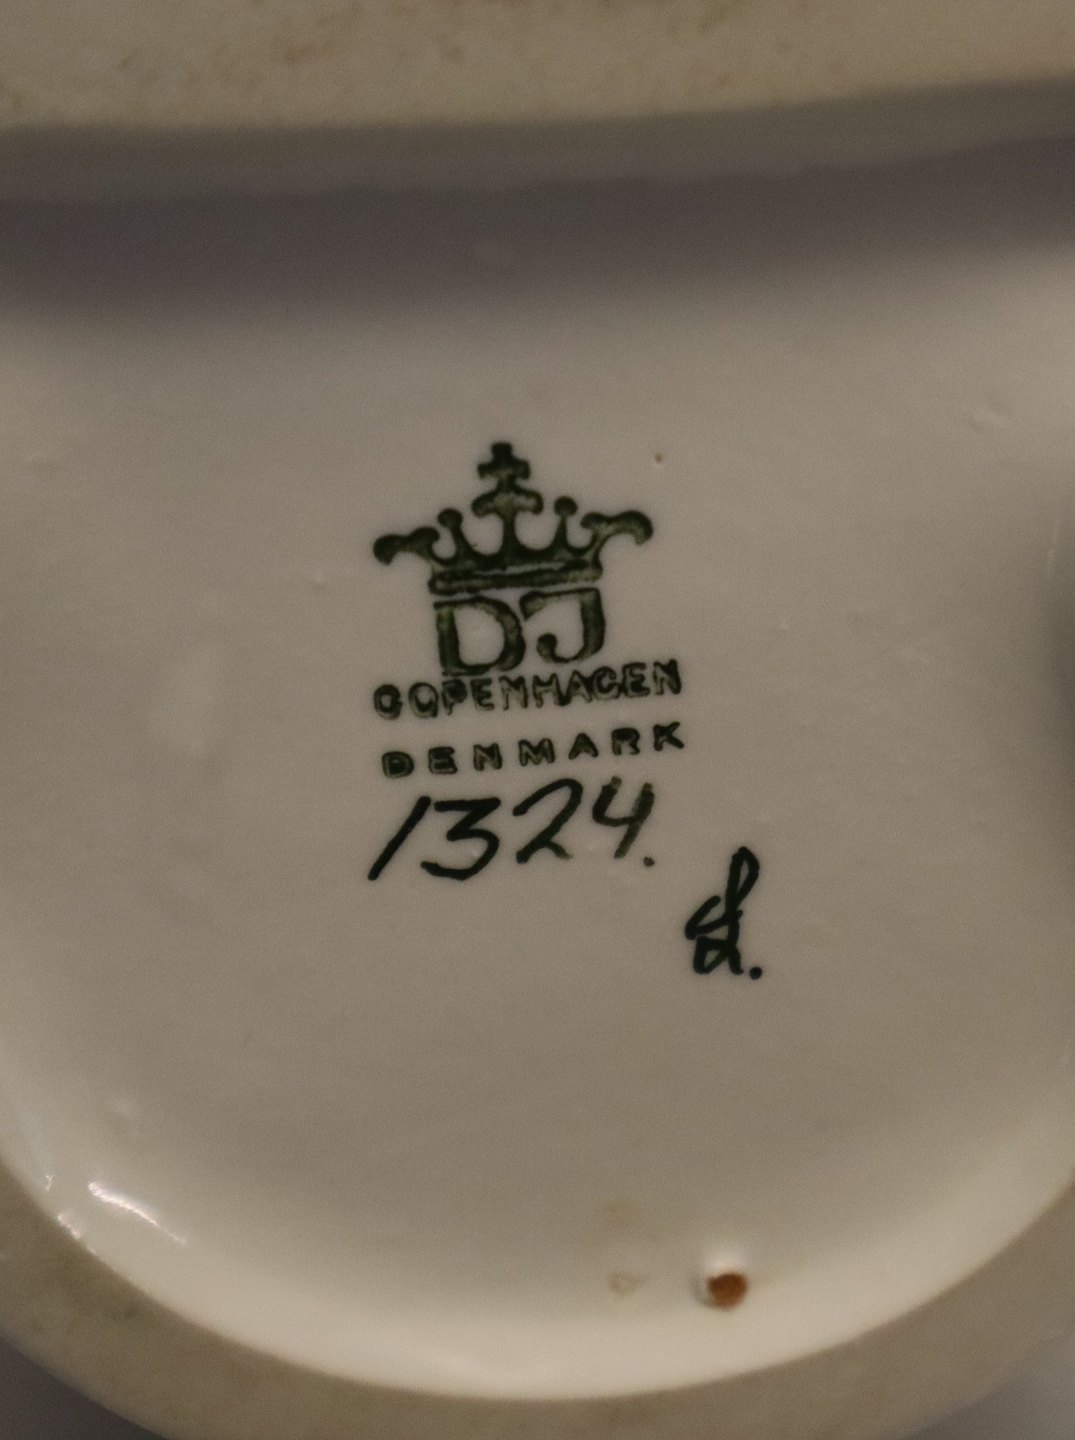 DJ
COPENHAGEN
DENMARK
1324.